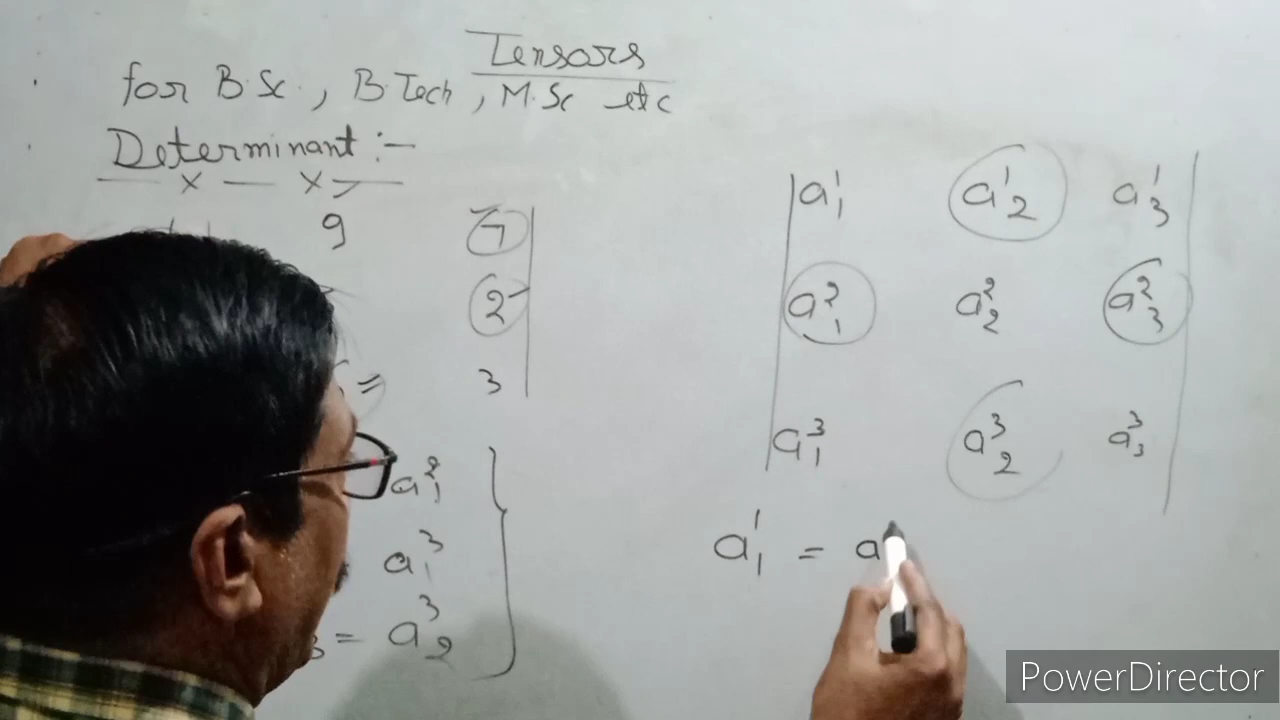 Tensors
for B.Sc., B.Tech, M.Sc etc
Determinant :-
9 7
2
= 3
a²₁
a³₁
3 = a³₂
a¹₁ a¹₂ a¹₃
a²₁ a²₂ a²₃
a³₁ a³₂ a³₃
a¹₁ = a
PowerDirector